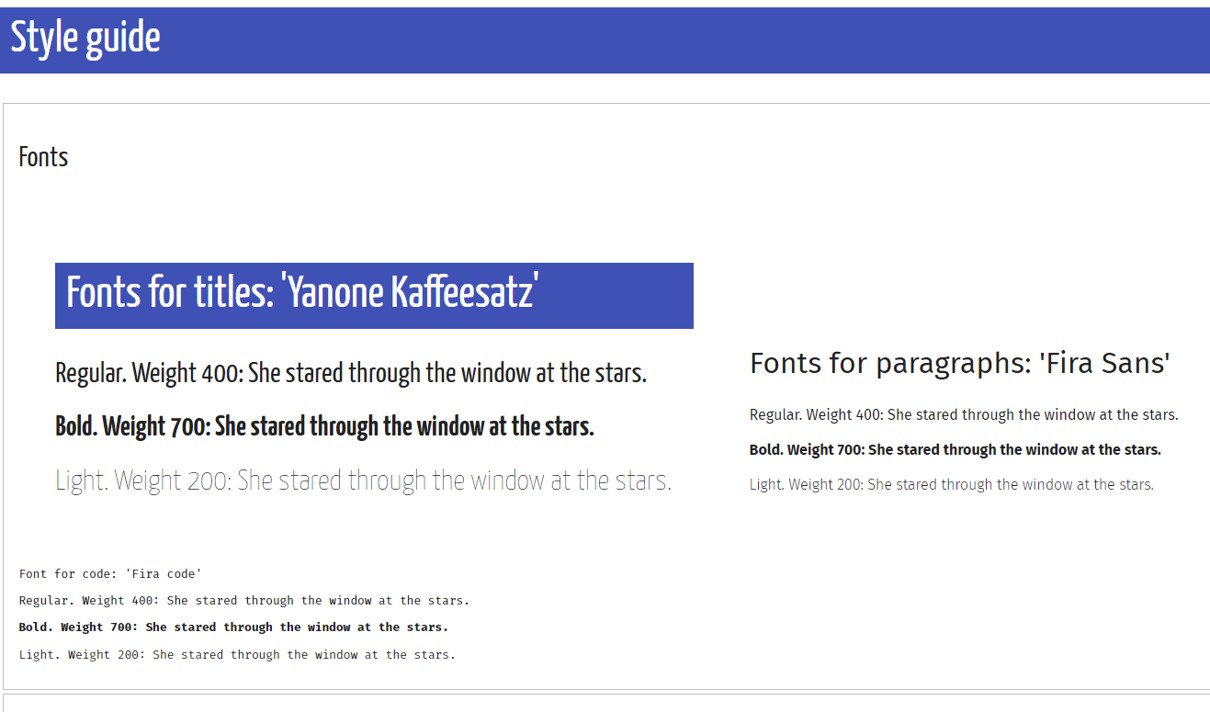 Style guide
Fonts
Fonts for titles: 'Yanone Kaffeesatz'
Regular. Weight 400: She stared through the window at the stars.
Bold. Weight 700: She stared through the window at the stars.
Light. Weight 200: She stared through the window at the stars.
Fonts for paragraphs: 'Fira Sans'
Regular. Weight 400: She stared through the window at the stars.
Bold. Weight 700: She stared through the window at the stars.
Light. Weight 200: She stared through the window at the stars.
Font for code: 'Fira code'
Regular. Weight 400: She stared through the window at the stars.
Bold. Weight 700: She stared through the window at the stars.
Light. Weight 200: She stared through the window at the stars.